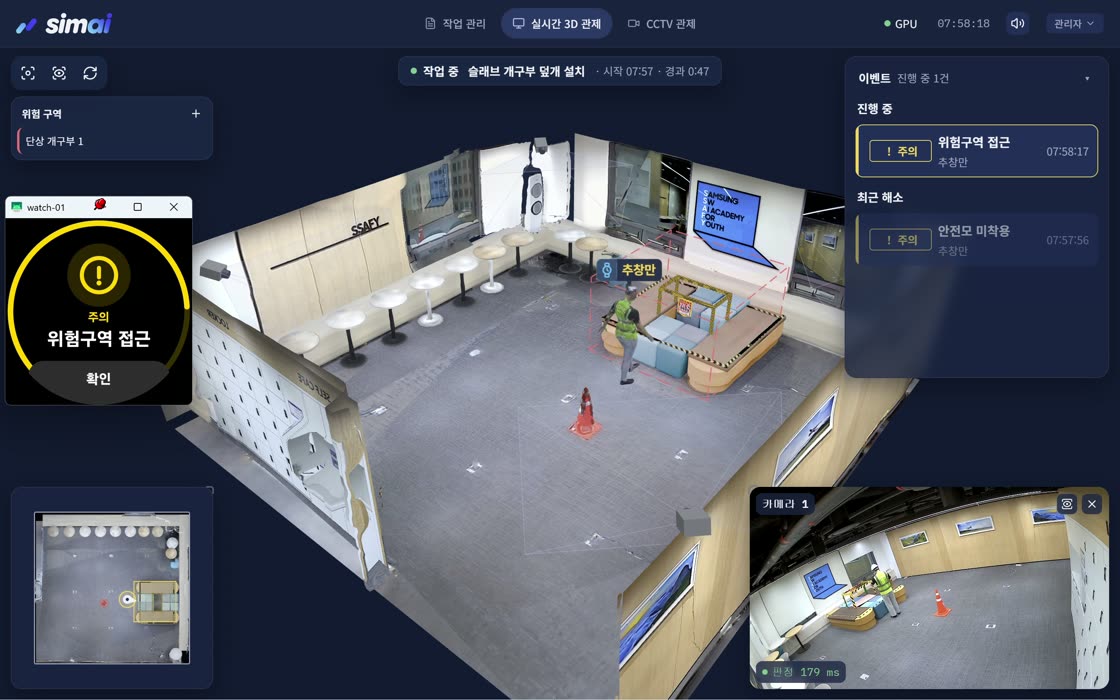 simai
작업 관리
실시간 3D 관제
CCTV 관제
GPU
07:58:18
관리자
작업 중 슬래브 개구부 덮개 설치 · 시작 07:57 · 경과 0:47
위험 구역
+
단상 개구부 1
watch-01
!
주의
위험구역 접근
확인
SSAFY
SAMSUNG
SW AI ACADEMY
FOR
YOUTH
추창만
이벤트 진행 중 1건
진행 중
! 주의
위험구역 접근
추창만
07:58:17
최근 해소
! 주의
안전모 미착용
추창만
07:57:56
카메라 1
편집 179 ms